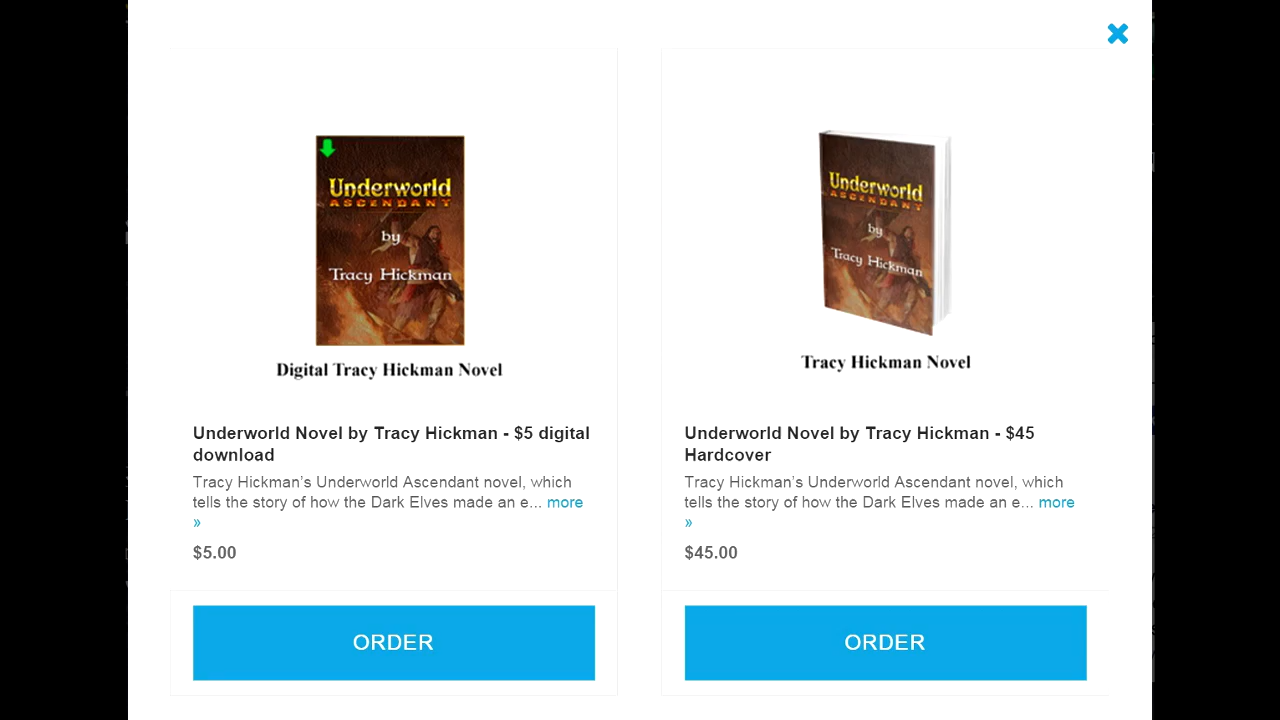 Underworld
ASCENDANT
by
Tracy Hickman
Digital Tracy Hickman Novel
Underworld Novel by Tracy Hickman - $5 digital
download
Tracy Hickman's Underworld Ascendant novel, which
tells the story of how the Dark Elves made an e... more
»
$5.00
ORDER
Underworld
ASCENDANT
by
Tracy Hickman
Tracy Hickman Novel
Underworld Novel by Tracy Hickman - $45
Hardcover
Tracy Hickman's Underworld Ascendant novel, which
tells the story of how the Dark Elves made an e... more
»
$45.00
ORDER